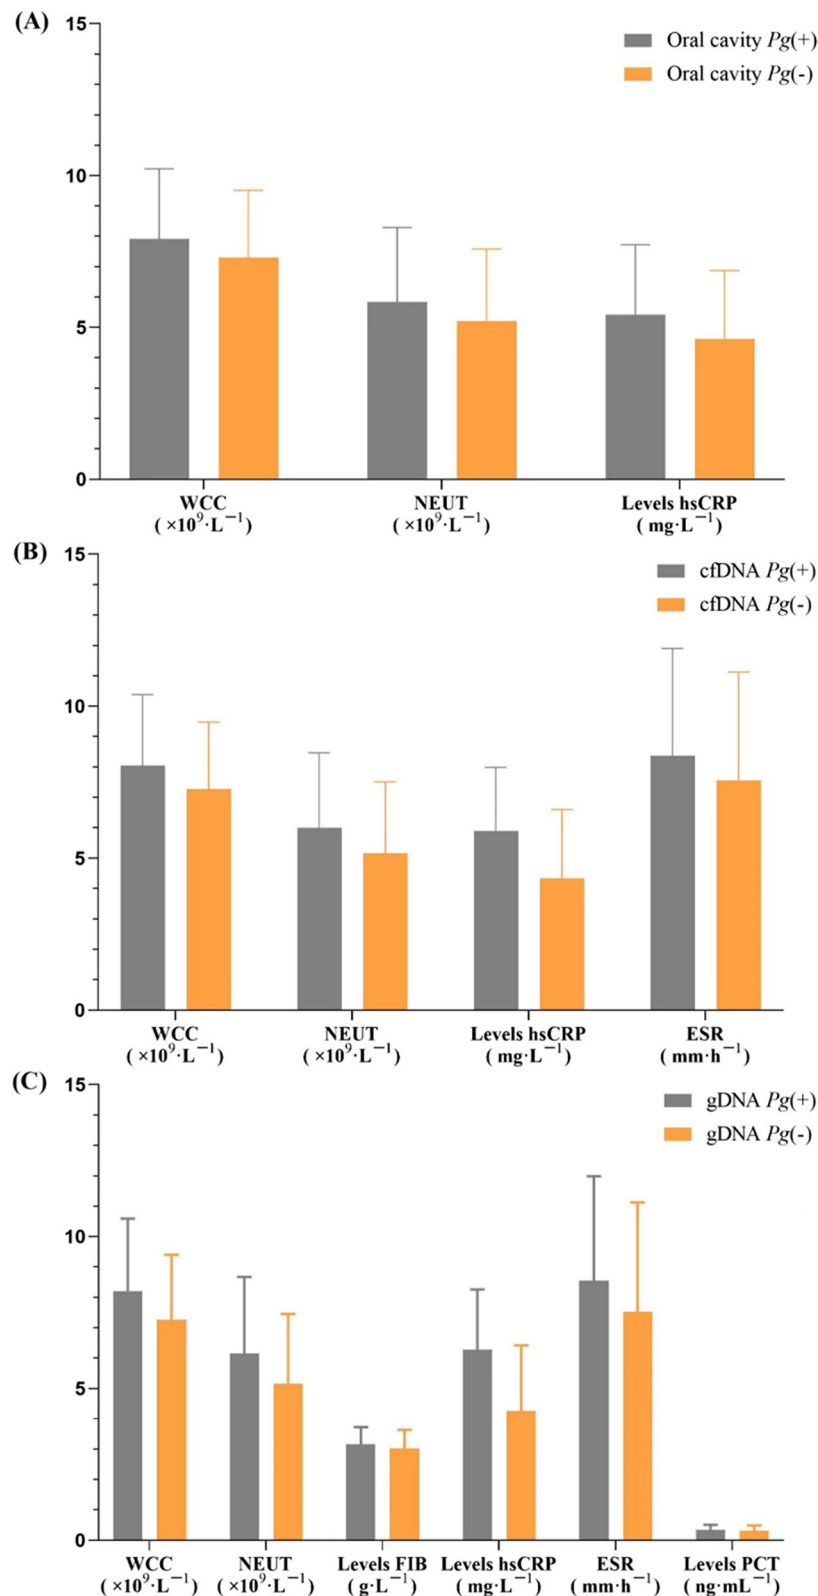 (A)
15
10
5
0
Oral cavity Pg(+)
Oral cavity Pg(-)
WCC
( ×10⁹·L⁻¹)
NEUT
( ×10⁹·L⁻¹)
Levels hsCRP
( mg·L⁻¹)
(B)
15
10
5
0
cfDNA Pg(+)
cfDNA Pg(-)
WCC
( ×10⁹·L⁻¹)
NEUT
( ×10⁹·L⁻¹)
Levels hsCRP
( mg·L⁻¹)
ESR
( mm·h⁻¹)
(C)
15
10
5
0
gDNA Pg(+)
gDNA Pg(-)
WCC
( ×10⁹·L⁻¹)
NEUT
( ×10⁹·L⁻¹)
Levels FIB
( g·L⁻¹)
Levels hsCRP
( mg·L⁻¹)
ESR
( mm·h⁻¹)
Levels PCT
( ng·mL⁻¹)